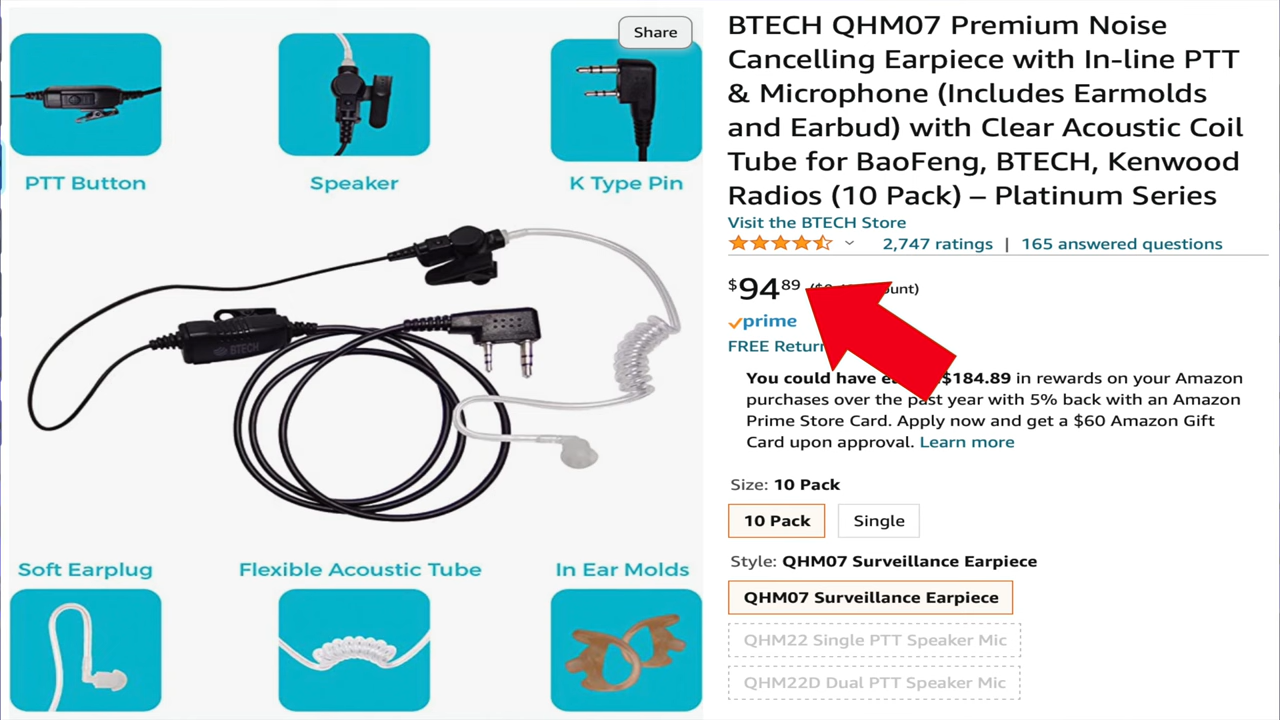 Share
PTT Button
Speaker
K Type Pin
BTECH
Soft Earplug
Flexible Acoustic Tube
In Ear Molds
BTECH QHM07 Premium Noise
Cancelling Earpiece with In-line PTT
& Microphone (Includes Earmolds
and Earbud) with Clear Acoustic Coil
Tube for BaoFeng, BTECH, Kenwood
Radios (10 Pack) – Platinum Series
Visit the BTECH Store
2,747 ratings | 165 answered questions
$94.89
prime
FREE
You could have $184.89 in rewards on your Amazon
purchases over the past year with 5% back with an Amazon
Prime Store Card. Apply now and get a $60 Amazon Gift
Card upon approval. Learn more
Size: 10 Pack
10 Pack
Single
Style: QHM07 Surveillance Earpiece
QHM07 Surveillance Earpiece
QHM22 Single PTT Speaker Mic
QHM22D Dual PTT Speaker Mic